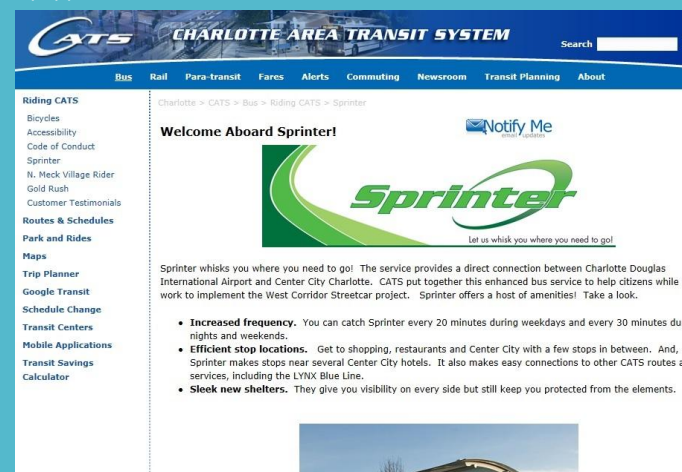 CATS
CHARLOTTE AREA TRANSIT SYSTEM
Search
Bus Rail Para-transit Fares Alerts Commuting Newsroom Transit Planning About
Riding CATS
Bicycles
Accessibility
Code of Conduct
Sprinter
N. Meck Village Rider
Gold Rush
Customer Testimonials
Routes & Schedules
Park and Rides
Maps
Trip Planner
Google Transit
Schedule Change
Transit Centers
Mobile Applications
Transit Savings
Calculator
Charlotte > CATS > Bus > Riding CATS > Sprinter
Welcome Aboard Sprinter!
Notify Me
email updates
Sprinter
Let us whisk you where you need to go!
Sprinter whisks you where you need to go! The service provides a direct connection between Charlotte Douglas
International Airport and Center City Charlotte. CATS put together this enhanced bus service to help citizens while
work to implement the West Corridor Streetcar project. Sprinter offers a host of amenities! Take a look.
• Increased frequency. You can catch Sprinter every 20 minutes during weekdays and every 30 minutes du
nights and weekends.
• Efficient stop locations. Get to shopping, restaurants and Center City with a few stops in between. And,
Sprinter makes stops near several Center City hotels. It also makes easy connections to other CATS routes a
services, including the LYNX Blue Line.
• Sleek new shelters. They give you visibility on every side but still keep you protected from the elements.